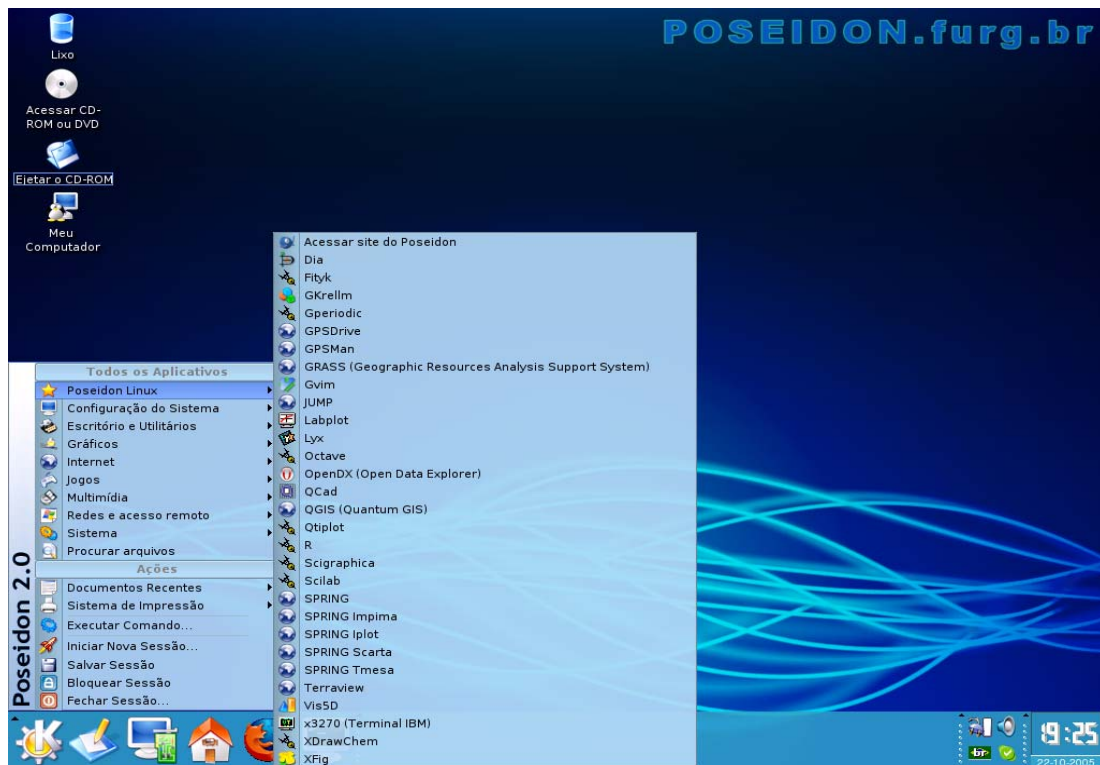 POSEIDON.furg.br
Lixo
Acessar CD-
ROM ou DVD
Ejetar o CD-ROM
Meu
Computador
Acessar site do Poseidon
Dia
Fityk
GKrellm
Gperiodic
GPSDrive
GPSMan
GRASS (Geographic Resources Analysis Support System)
Gvim
JUMP
Labplot
Lyx
Octave
OpenDX (Open Data Explorer)
QCad
QGIS (Quantum GIS)
Qtiplot
R
Scigraphica
Scilab
SPRING
SPRING Impima
SPRING Iplot
SPRING Scarta
SPRING Tmesa
Terraview
Vis5D
x3270 (Terminal IBM)
XDrawChem
XFig
Todos os Aplicativos
Poseidon Linux
Configuração do Sistema
Escritório e Utilitários
Gráficos
Internet
Jogos
Multimídia
Redes e acesso remoto
Sistema
Procurar arquivos
Ações
Documentos Recentes
Sistema de Impressão
Executar Comando...
Iniciar Nova Sessão...
Salvar Sessão
Bloquear Sessão
Fechar Sessão...
Poseidon 2.0
br
19:25
22-10-2005